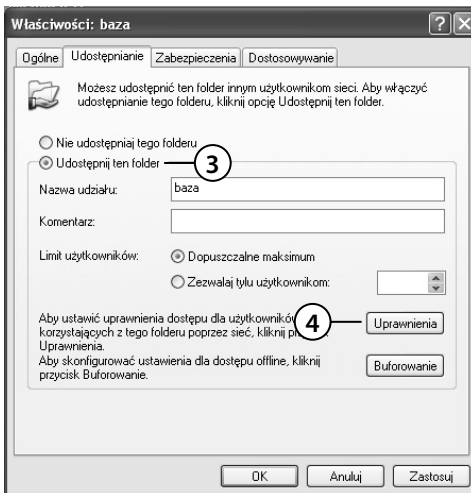 Właściwości: baza
Ogólne Udostępnianie Zabezpieczenia Dostosowywanie
Możesz udostępnić ten folder innym użytkownikom sieci. Aby włączyć
udostępnianie tego folderu, kliknij opcję Udostępnij ten folder.
Nie udostępniaj tego folderu
Udostępnij ten folder 3
Nazwa udziału: baza
Komentarz:
Limit użytkowników: Dopuszczalne maksimum
Zezwalaj tylu użytkownikom:
Aby ustawić uprawnienia dostępu dla użytkowników
korzystających z tego folderu poprzez sieć, kliknij 4 Uprawnienia
Uprawnienia.
Aby skonfigurować ustawienia dla dostępu offline, kliknij
przycisk Buforowanie. Buforowanie
OK Anuluj Zastosuj